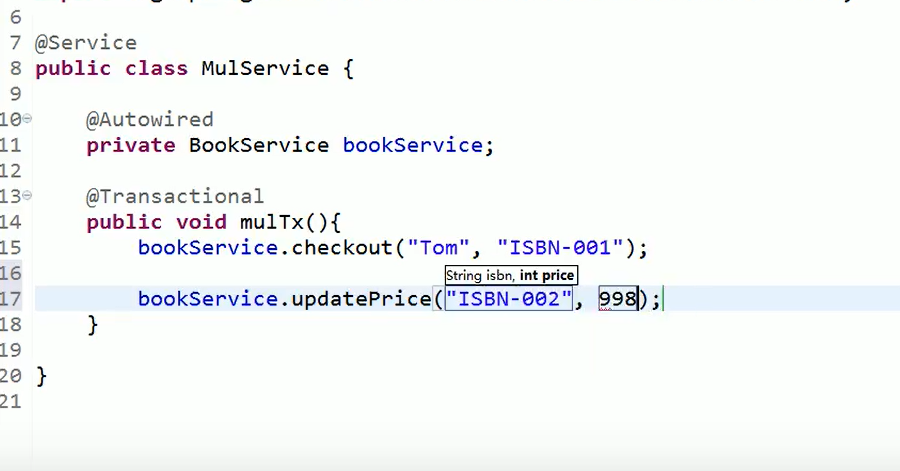 6
7 @Service
8 public class MulService {
9
10 @Autowired
11 private BookService bookService;
12
13 @Transactional
14 public void mulTx(){
15 bookService.checkout("Tom", "ISBN-001");
16
String isbn, int price
17 bookService.updatePrice("ISBN-002", 998);
18 }
19
20 }
21